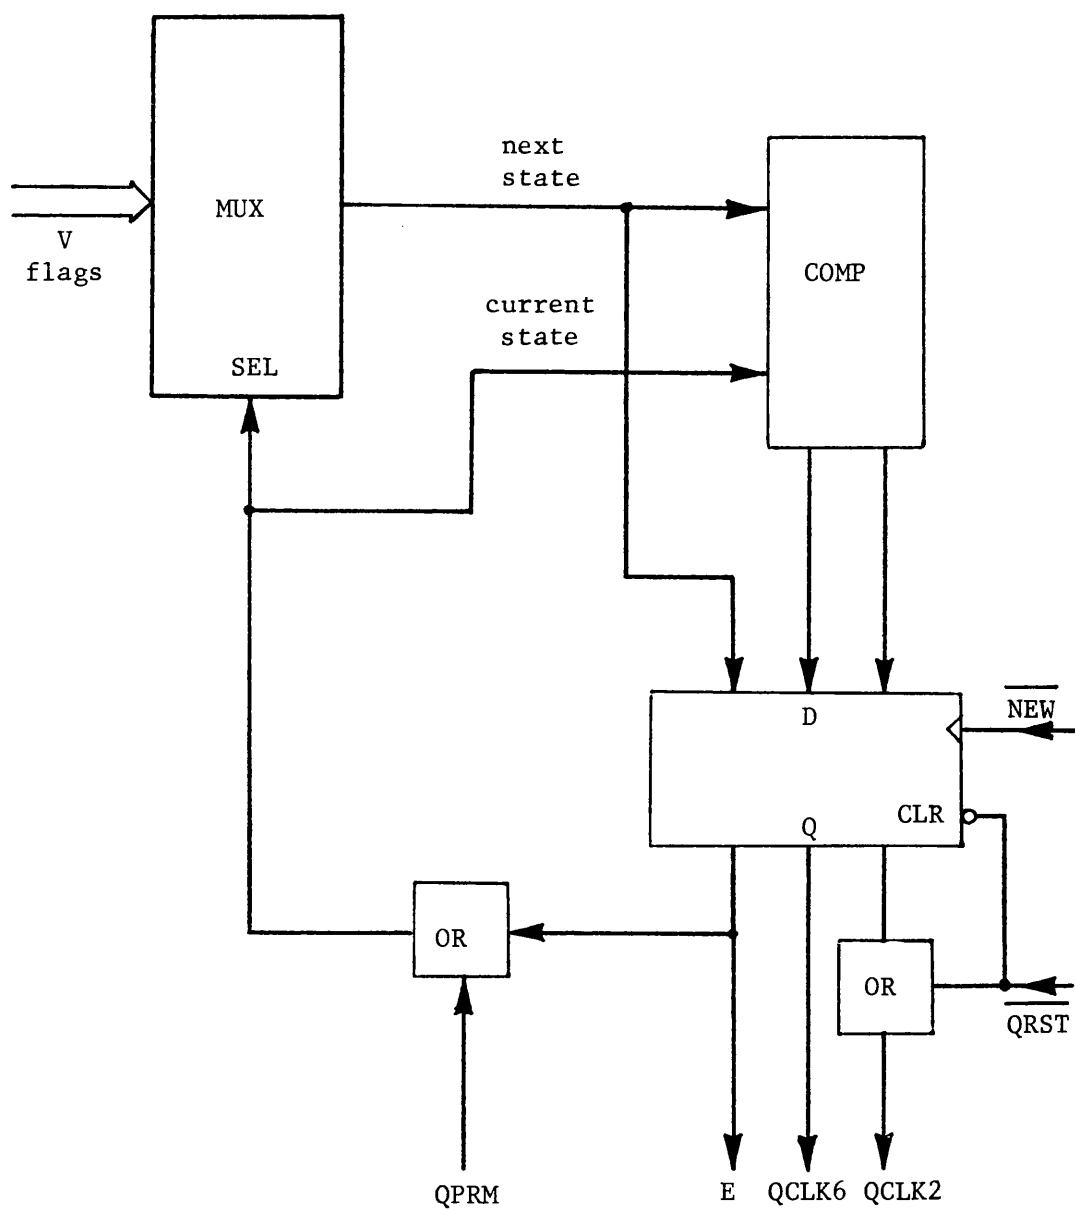 next
state
MUX
V
flags
COMP
current
state
SEL
D
NEW
CLR
Q
OR
OR
QRST
QPRM
E
QCLK6
QCLK2